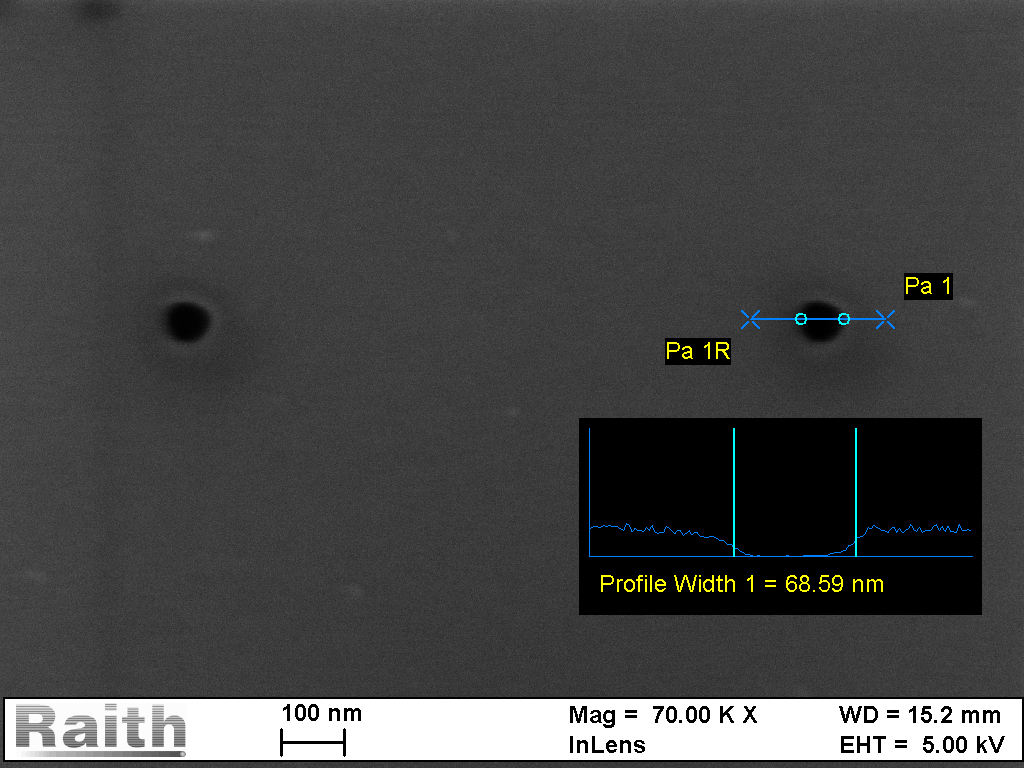 Pa 1
Pa 1R
Profile Width 1 = 68.59 nm
Raith
100 nm
Mag = 70.00 K X
InLens
WD = 15.2 mm
EHT = 5.00 kV